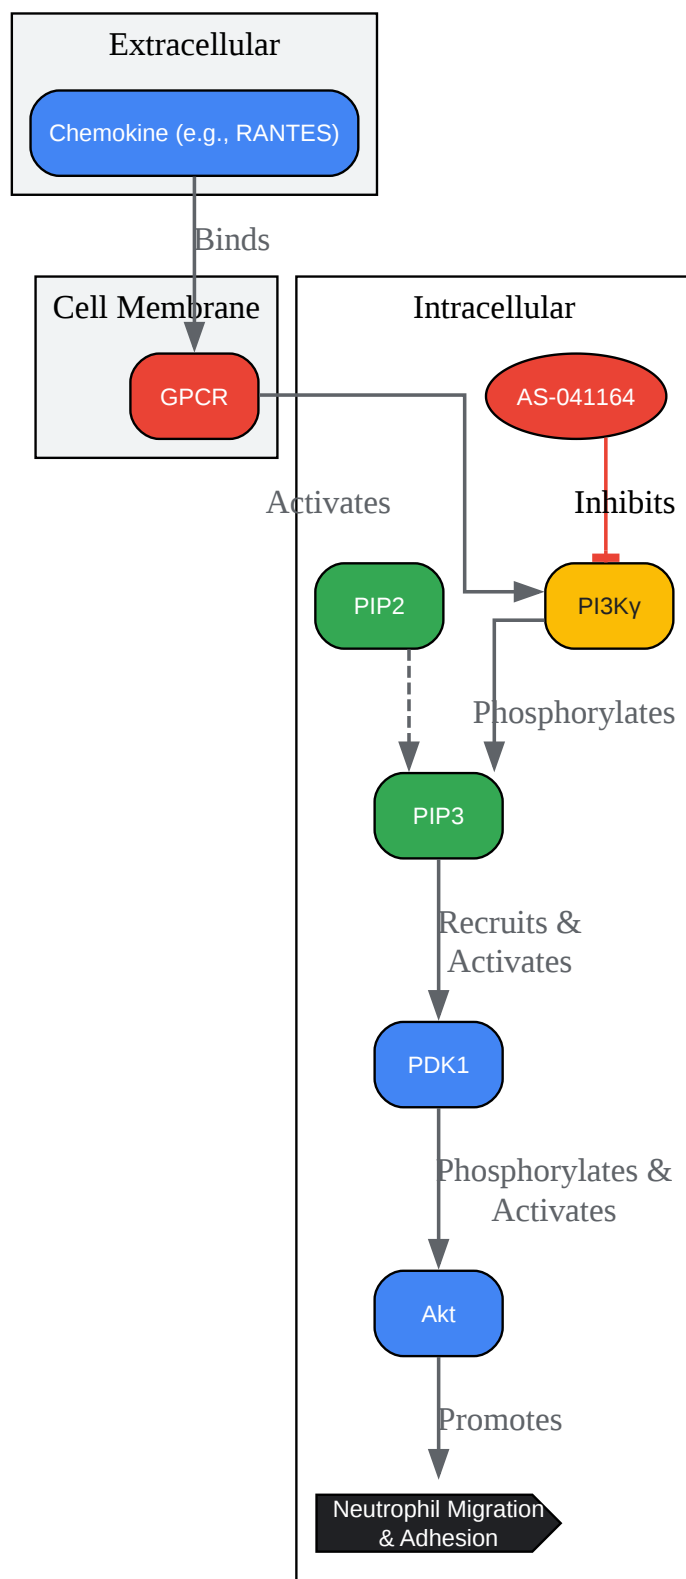 Extracellular
Chemokine (e.g., RANTES)
Binds
Cell Membrane
Intracellular
GPCR
AS-041164
Activates
Inhibits
PIP2
PI3Kγ
Phosphorylates
PIP3
Recruits &
Activates
PDK1
Phosphorylates &
Activates
Akt
Promotes
Neutrophil Migration
& Adhesion